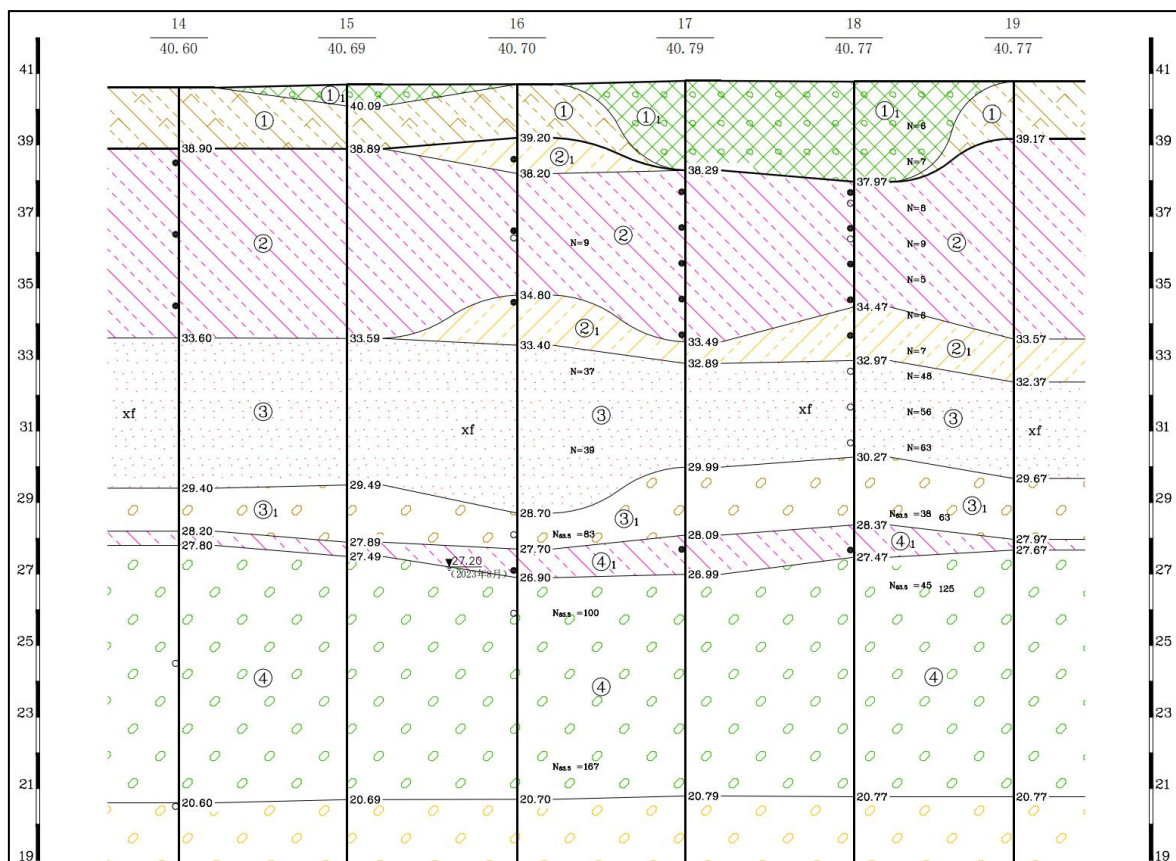 14 15 16 17 18 19
40.60 40.69 40.70 40.79 40.77 40.77
41 41
①₁ 40.09 ① ①₁ ①₁ ①
① N=6
39 39.20 39.17 39
38.90 38.89 ②₁ N=7
38.20 38.29 37.97
37 N=8 37
② N=9 ② N=9 ②
35 34.80 N=5 35
34.47
②₁ N=6
33.60 33.59 33.40 33.49 33.57
33 N=7 ②₁ 33
32.89 32.97
N=37 N=48 32.37
xf ③ ③ xf N=56 ③
31 xf xf 31
N=39 N=63
30.27
29.40 29.49 29.99 29.67
29 ③₁ 28.70 ③₁ N63.5 =38 63 ③₁ 29
28.20 27.89 N63.5 =83 28.09 28.37 27.97
27.80 27.49 27.70 ④₁ 27.67
27 27.20 ④₁ 27.47 27
(2023年8月) 26.90 26.99 N63.5 =45 125
N63.5 =100
25 25
④ ④ ④
23 23
N63.5 =167
21 21
20.60 20.69 20.70 20.79 20.77 20.77
19 19